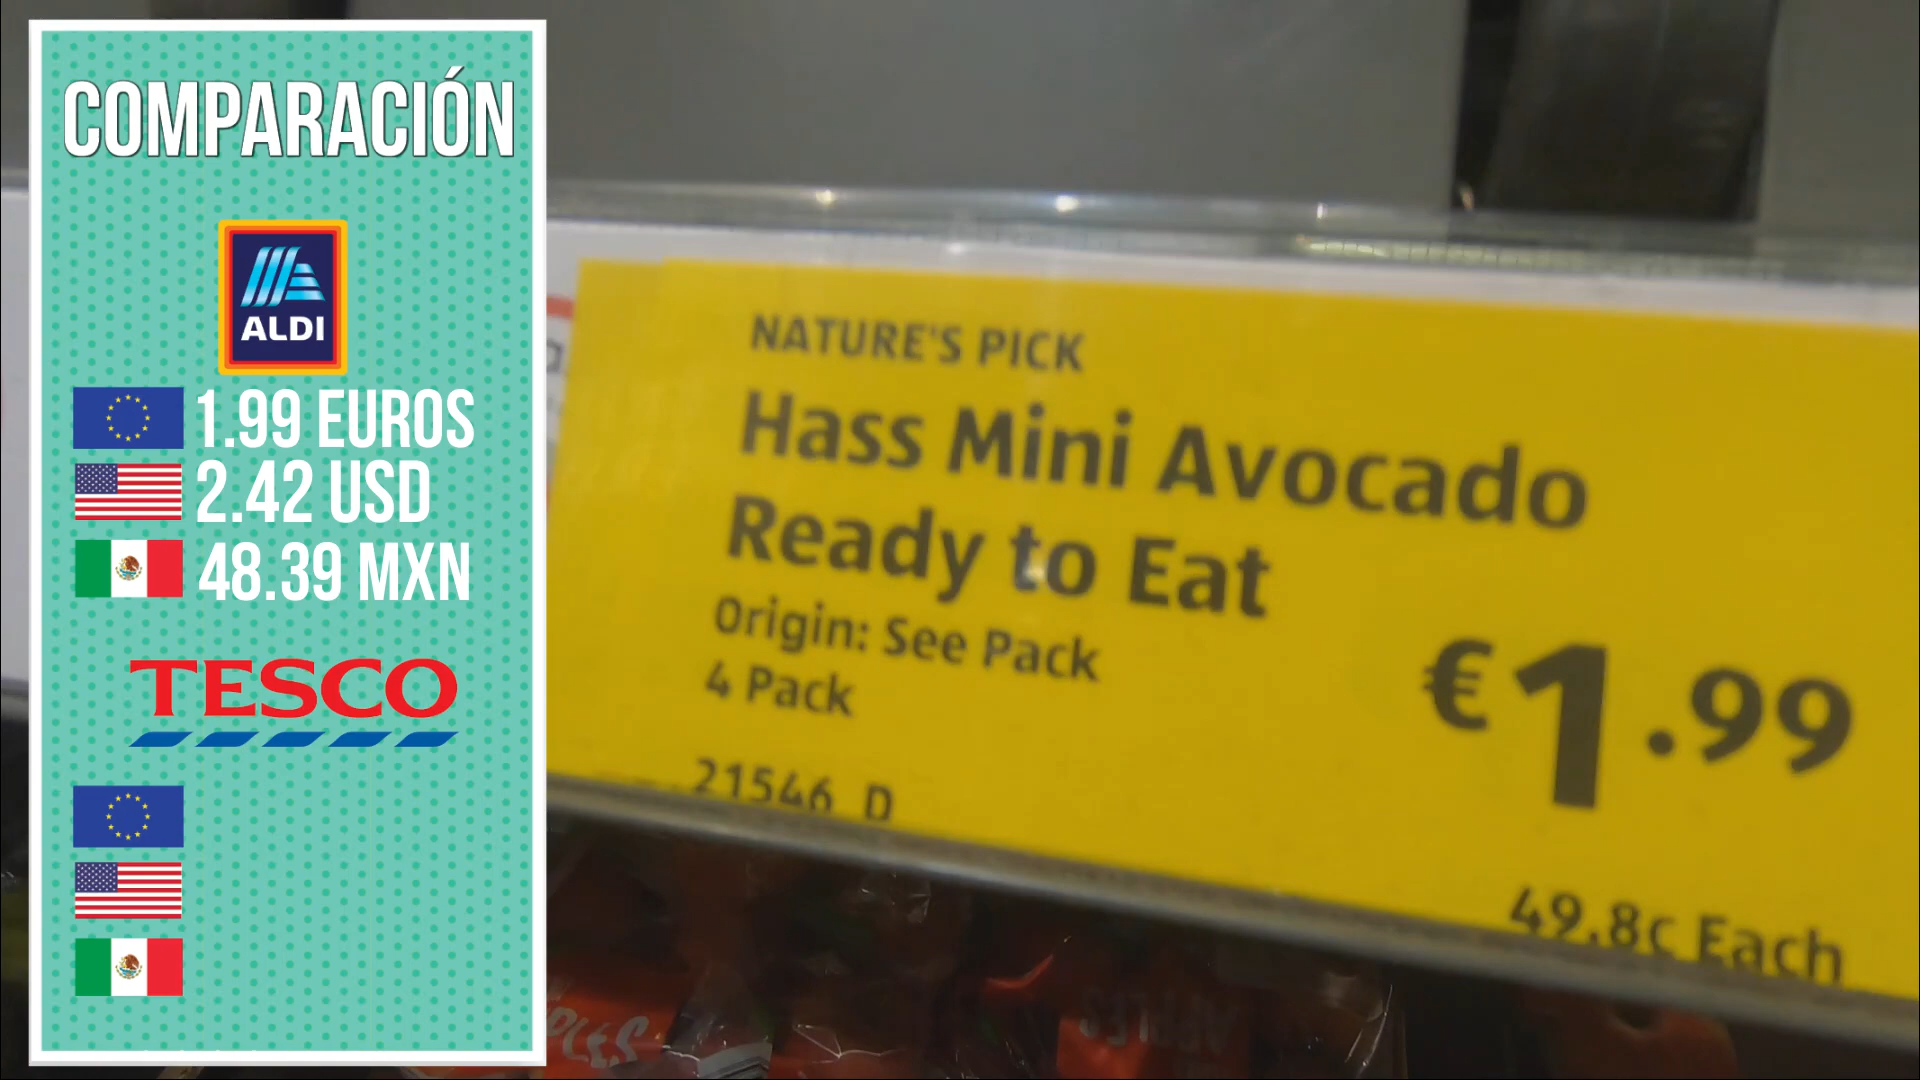 COMPARACIÓN
ALDI
1.99 EUROS
2.42 USD
48.39 MXN
TESCO
NATURE'S PICK
Hass Mini Avocado
Ready to Eat
Origin: See Pack
4 Pack
€1.99
21546 D
49.8c Each